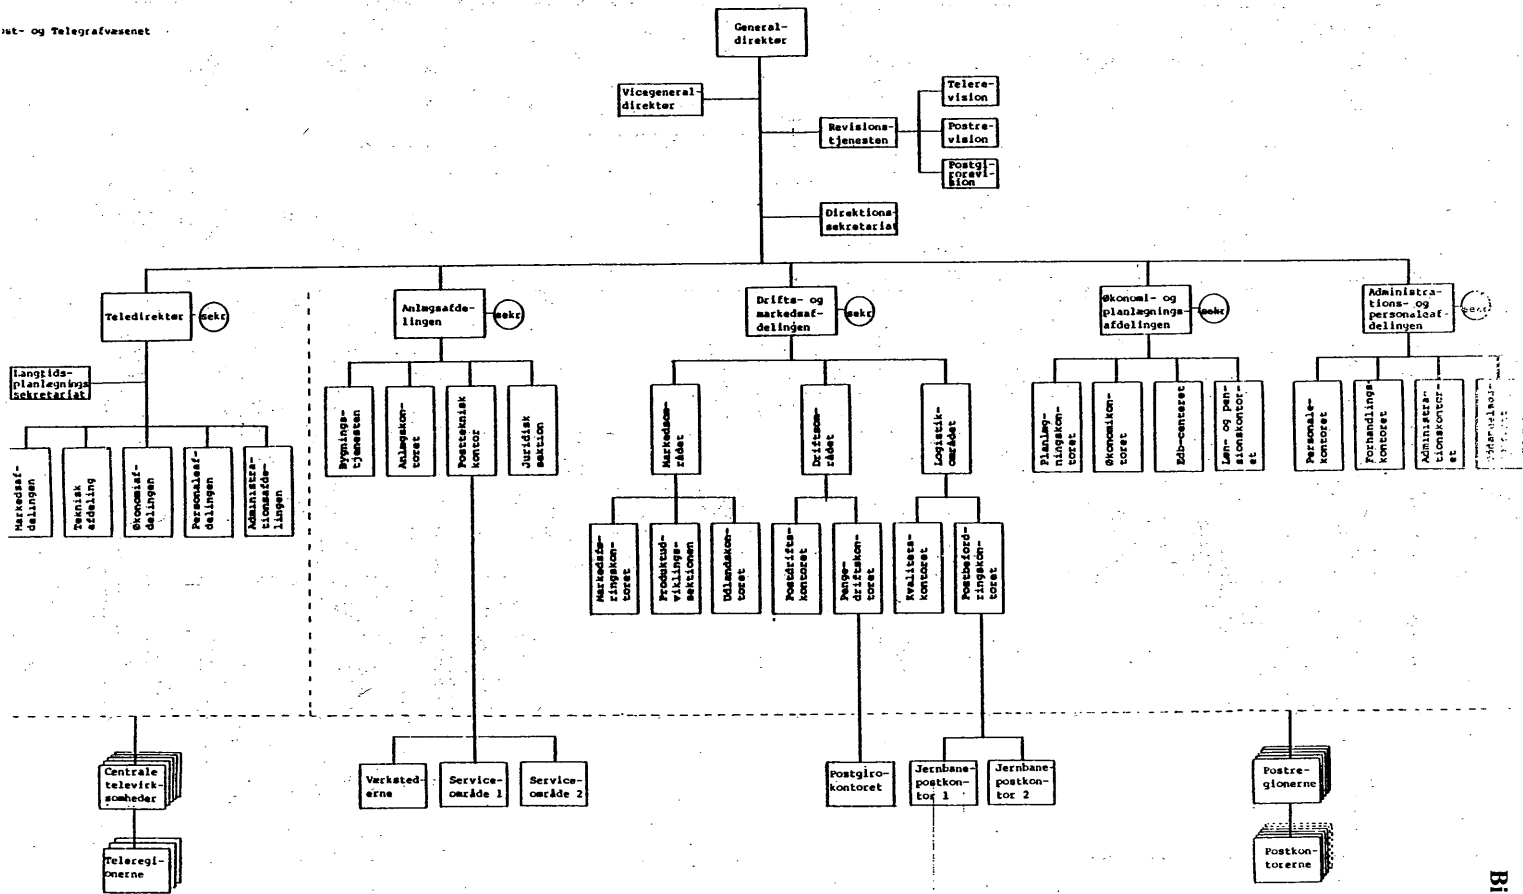 st- og Telegrafvæsenet
General-
direktør
Vicegeneral-
direktør
Telere-
vision
Revisions-
tjenesten
Postre-
vision
Postgi-
rorevi-
sion
Direktions-
sekretariat
Teledirektør
sekr
Anlægsafde-
lingen
sekr
Drifts- og
markedsaf-
delingen
sekr
Økonomi- og
planlægnings-
afdelingen
sekr
Administra-
tions- og
personaleaf-
delingen
sekr
Langtids-
planlægnings
sekretariat
Markedsaf-
delingen
Teknisk
afdeling
Økonomiaf-
delingen
Personaleaf-
delingen
Administra-
tionsafde-
lingen
Bygnings-
tjenesten
Anlægskon-
toret
Postteknisk
kontor
Juridisk
sektion
Markedsom-
rådet
Driftsom-
rådet
Logistik-
området
Planlæg-
ningskon-
toret
Økonomikon-
toret
Edb-centeret
Løn- og pen-
sionskontor-
et
Personale-
kontoret
Forhandlings-
kontoret
Administra-
tionskontor-
et
Markedsfø-
ringskon-
toret
Produktud-
viklings-
sektionen
Udlandskon-
toret
Postdrifts-
kontoret
Penge-
driftskon-
toret
Kvalitets-
kontoret
Postbeford-
ringskon-
toret
Centrale
televirk-
somheder
Teleregi-
onerne
Værksted-
erne
Service-
område 1
Service-
område 2
Postgiro-
kontoret
Jernbane-
postkon-
tor 1
Jernbane-
postkon-
tor 2
Postre-
gionerne
Postkon-
torerne
Bi